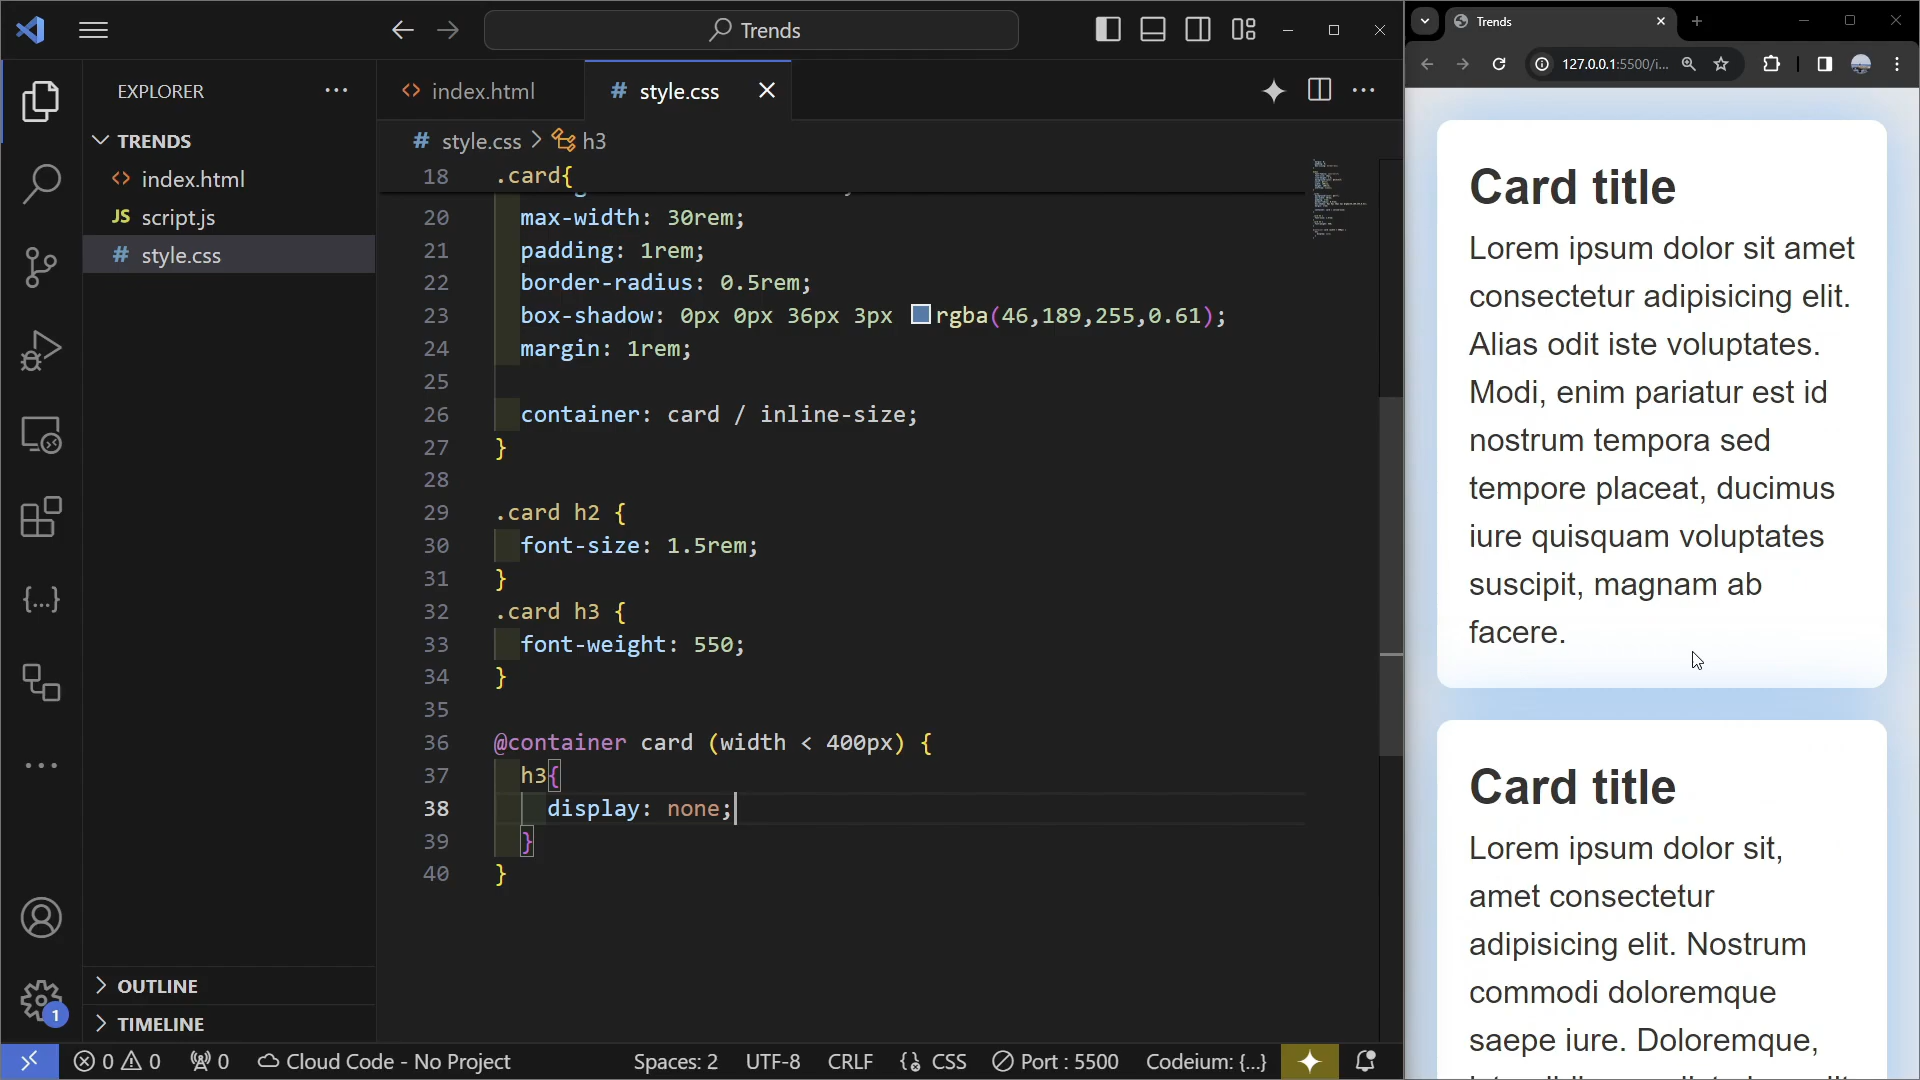 Trends
EXPLORER
TRENDS
index.html
JS script.js
# style.css
OUTLINE
TIMELINE
index.html
# style.css
# style.css > h3
18 .card{
20 max-width: 30rem;
21 padding: 1rem;
22 border-radius: 0.5rem;
23 box-shadow: 0px 0px 36px 3px rgba(46,189,255,0.61);
24 margin: 1rem;
25
26 container: card / inline-size;
27 }
28
29 .card h2 {
30 font-size: 1.5rem;
31 }
32 .card h3 {
33 font-weight: 550;
34 }
35
36 @container card (width < 400px) {
37 h3{
38 display: none;
39 }
40 }
1
0 0 0 Cloud Code - No Project Spaces: 2 UTF-8 CRLF CSS Port : 5500 Codeium: {...}
Trends
127.0.0.1:5500/i...
Card title
Lorem ipsum dolor sit amet
consectetur adipisicing elit.
Alias odit iste voluptates.
Modi, enim pariatur est id
nostrum tempora sed
tempore placeat, ducimus
iure quisquam voluptates
suscipit, magnam ab
facere.
Card title
Lorem ipsum dolor sit,
amet consectetur
adipisicing elit. Nostrum
commodi doloremque
saepe iure. Doloremque,